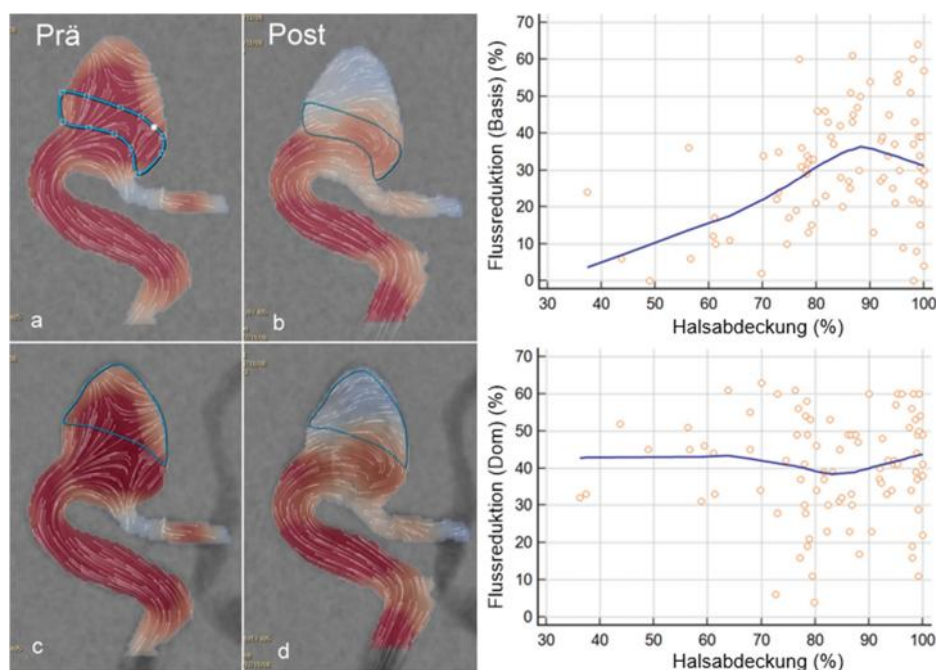 Prä
Post
a
b
c
d
70
60
50
40
30
20
10
0
Flussreduktion (Basis) (%)
30 40 50 60 70 80 90 100
Halsabdeckung (%)
70
60
50
40
30
20
10
0
Flussreduktion (Dom) (%)
30 40 50 60 70 80 90 100
Halsabdeckung (%)